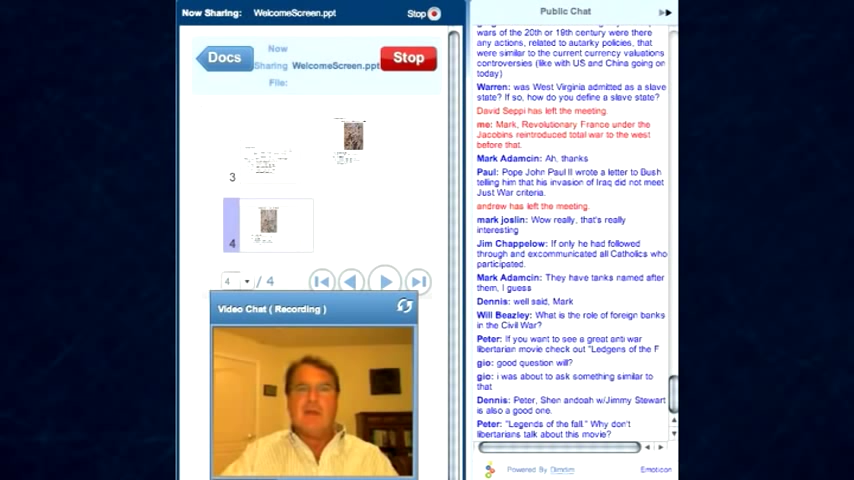 Now Sharing: WelcomeScreen.ppt Stop
Docs
Now
Sharing WelcomeScreen.ppt
File:
Stop
3
4
4 / 4
Video Chat ( Recording )
Public Chat
wars of the 20th or 19th century were there
any actions, related to autarky policies, that
were similar to the current currency valuations
controversies (like with US and China going on
today)
Warren: was West Virginia admitted as a slave
state? If so, how do you define a slave state?
David Seppi has left the meeting.
me: Mark, Revolutionary France under the
Jacobins reintroduced total war to the west
before that.
Mark Adamcin: Ah, thanks
Paul: Pope John Paul II wrote a letter to Bush
telling him that his invasion of Iraq did not meet
Just War criteria.
andrew has left the meeting.
mark joslin: Wow really, that's really
interesting
Jim Chappelow: If only he had followed
through and excommunicated all Catholics who
participated.
Mark Adamcin: They have tanks named after
them, I guess
Dennis: well said, Mark
Will Beazley: What is the role of foreign banks
in the Civil War?
Peter: If you want to see a great anti war
libertarian movie check out "Ledgens of the F
gio: good question will?
gio: i was about to ask something similar to
that
Dennis: Peter, Shen andoah w/Jimmy Stewart
is also a good one.
Peter: "Legends of the fall." Why don't
libertarians talk about this movie?
Powered By Dimdim
Emoticon